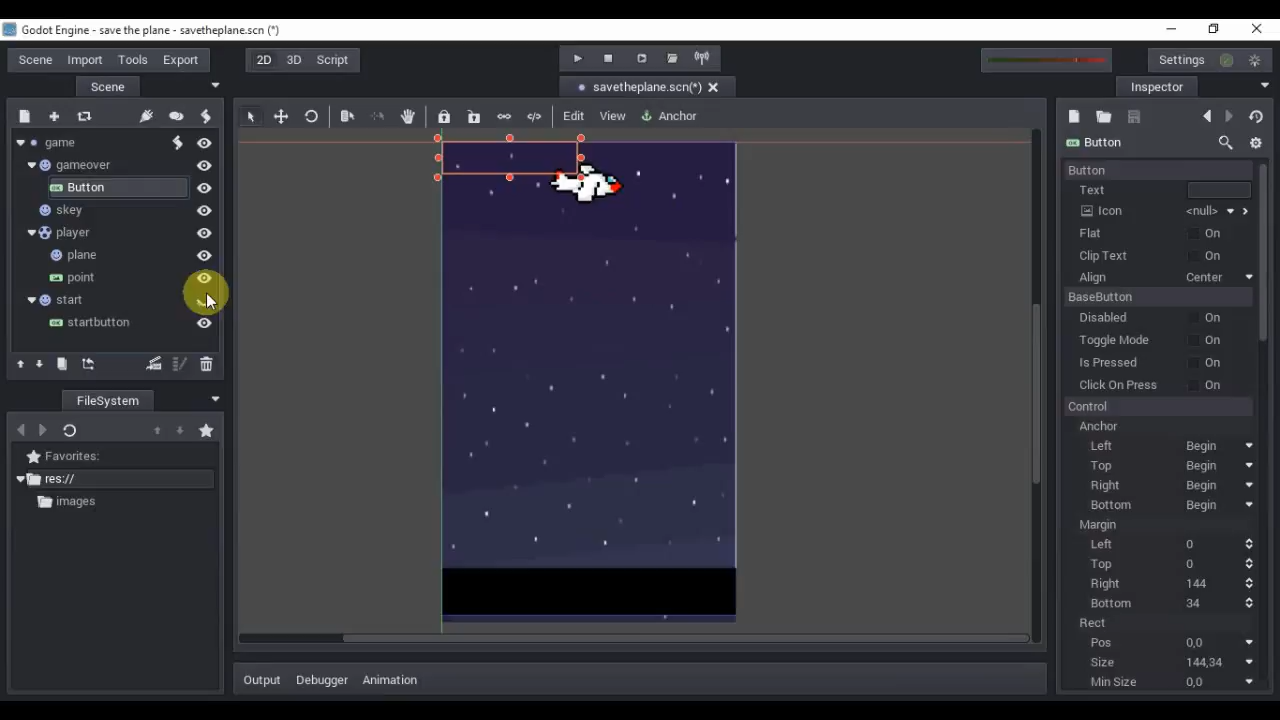 Godot Engine - save the plane - savetheplane.scn (*)
Scene Import Tools Export 2D 3D Script Settings
Scene savetheplane.scn(*) Inspector
Edit View Anchor
game
gameover
Button
skey
player
plane
point
start
startbutton
FileSystem
Favorites:
res://
images
Output Debugger Animation
Button
Button
Text
Icon <null>
Flat On
Clip Text On
Align Center
BaseButton
Disabled On
Toggle Mode On
Is Pressed On
Click On Press On
Control
Anchor
Left Begin
Top Begin
Right Begin
Bottom Begin
Margin
Left 0
Top 0
Right 144
Bottom 34
Rect
Pos 0,0
Size 144,34
Min Size 0,0